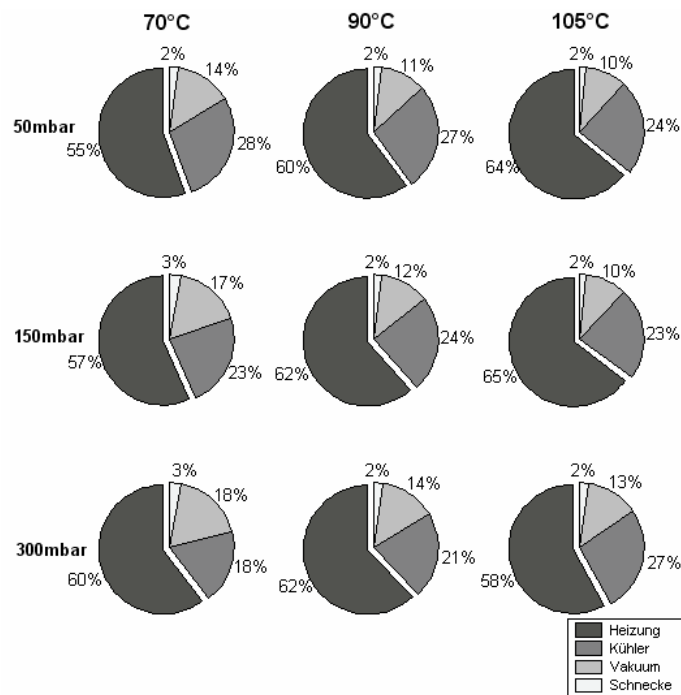 70°C 90°C 105°C
2% 2% 2%
14% 11% 10%
50mbar
55% 28% 60% 27% 64% 24%
3% 2% 2%
17% 12% 10%
150mbar
57% 23% 62% 24% 65% 23%
3% 2% 2%
18% 14% 13%
300mbar
60% 18% 62% 21% 58% 27%
Heizung
Kühler
Vakuum
Schnecke